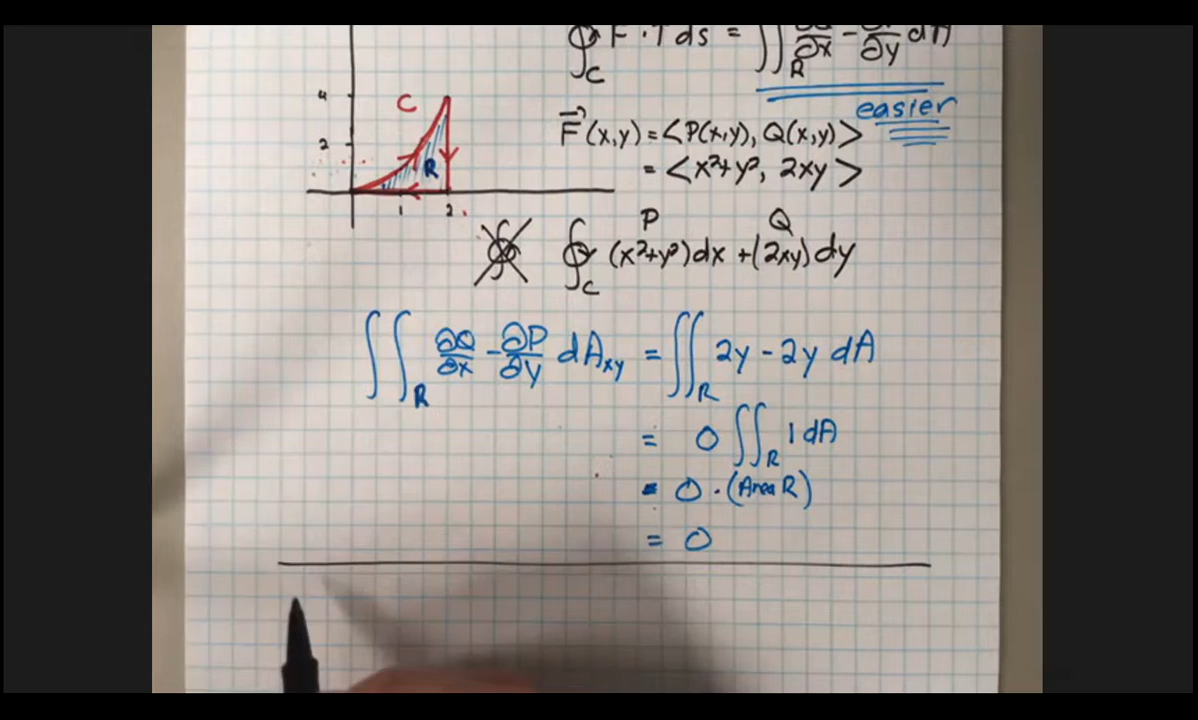 ∮_C F · T ds = ∬_R ∂Q/∂x - ∂P/∂y dA
4
C
easier
2
R
F⃗(x,y) = <P(x,y), Q(x,y)>
= <x²+y², 2xy>
1 2
P Q
∮ ∮_C (x²+y²)dx + (2xy)dy
∬_R ∂Q/∂x - ∂P/∂y dA_xy = ∬_R 2y - 2y dA
= 0 ∬_R 1 dA
= 0 · (Area R)
= 0